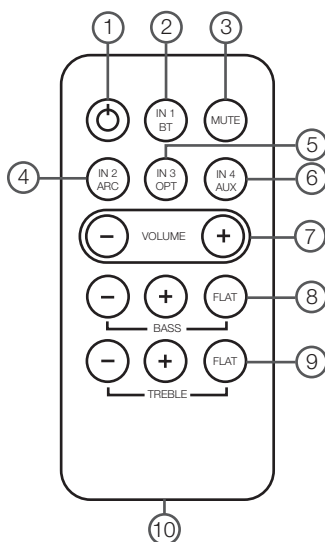 1 2 3
IN 1
BT
MUTE
5
4
IN 2
ARC
IN 3
OPT
IN 4
AUX
6
− VOLUME +
7
− + FLAT
8
BASS
− + FLAT
9
TREBLE
10